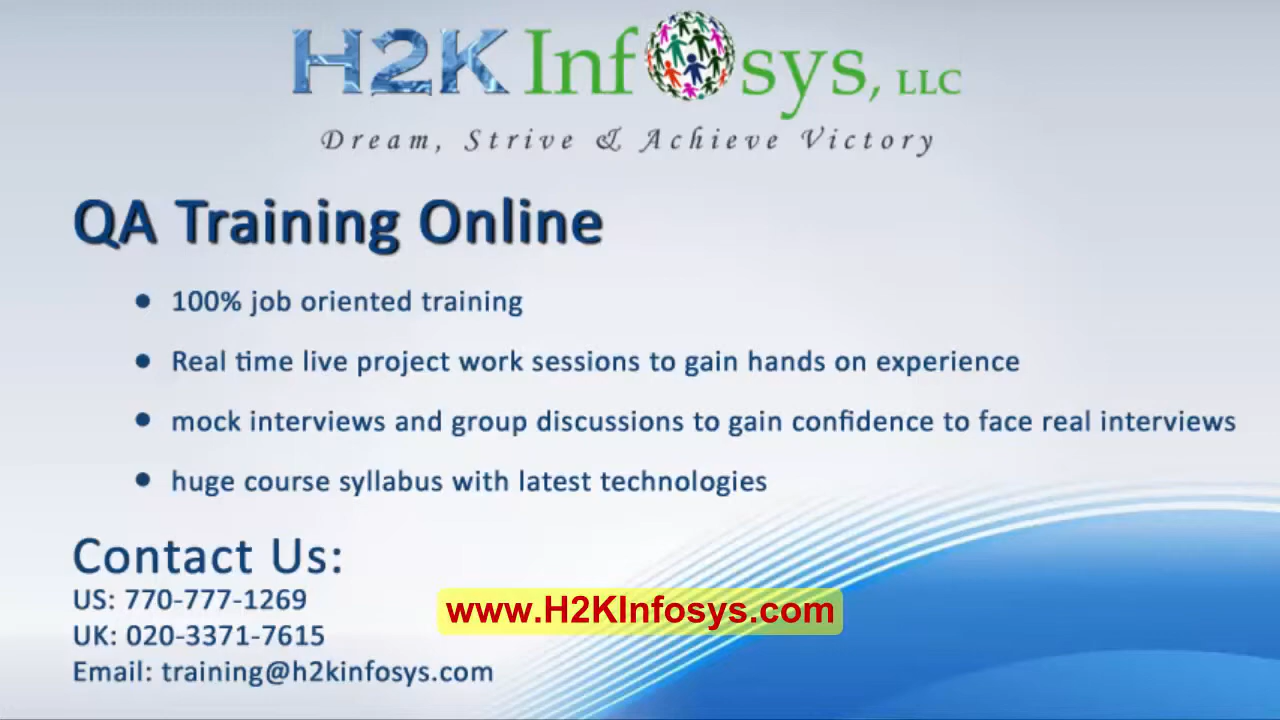 H2K Infosys, LLC
Dream, Strive & Achieve Victory
QA Training Online
• 100% job oriented training
• Real time live project work sessions to gain hands on experience
• mock interviews and group discussions to gain confidence to face real interviews
• huge course syllabus with latest technologies
Contact Us:
US: 770-777-1269
www.H2KInfosys.com
UK: 020-3371-7615
Email: training@h2kinfosys.com